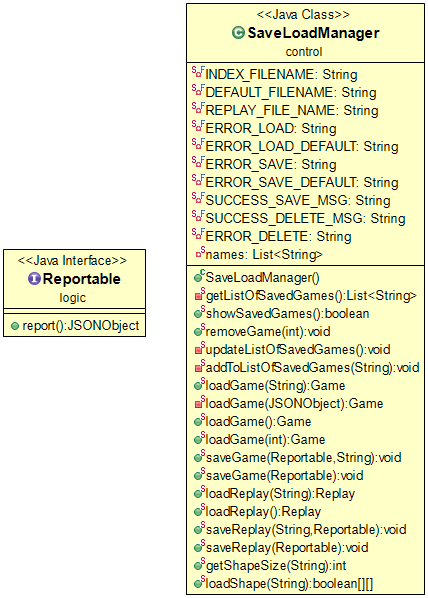 <<Java Interface>>
Reportable
logic
report():JSONObject
<<Java Class>>
SaveLoadManager
control
INDEX_FILENAME: String
DEFAULT_FILENAME: String
REPLAY_FILE_NAME: String
ERROR_LOAD: String
ERROR_LOAD_DEFAULT: String
ERROR_SAVE: String
ERROR_SAVE_DEFAULT: String
SUCCESS_SAVE_MSG: String
SUCCESS_DELETE_MSG: String
ERROR_DELETE: String
names: List<String>
SaveLoadManager()
getListOfSavedGames():List<String>
showSavedGames():boolean
removeGame(int):void
updateListOfSavedGames():void
addToListOfSavedGames(String):void
loadGame(String):Game
loadGame(JSONObject):Game
loadGame():Game
loadGame(int):Game
saveGame(Reportable,String):void
saveGame(Reportable):void
loadReplay(String):Replay
loadReplay():Replay
saveReplay(String,Reportable):void
saveReplay(Reportable):void
getShapeSize(String):int
loadShape(String):boolean[][]